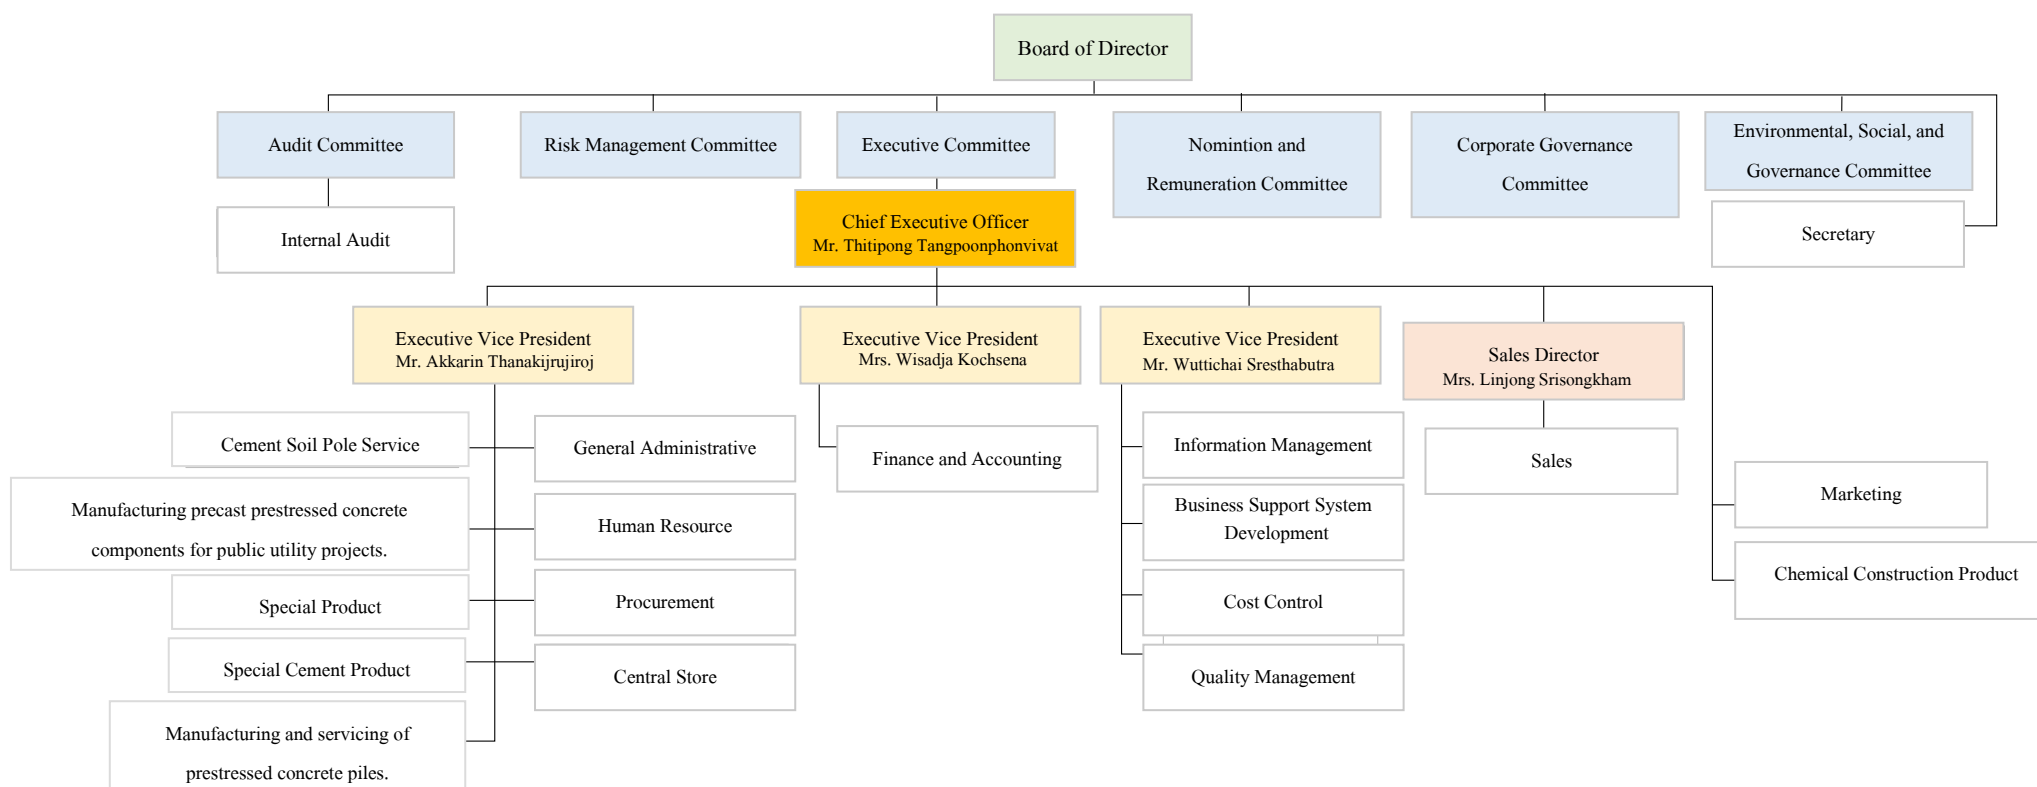 Board of Director
Audit Committee
Risk Management Committee
Executive Committee
Nomintion and
Remuneration Committee
Corporate Governance
Committee
Environmental, Social, and
Governance Committee
Internal Audit
Chief Executive Officer
Mr. Thitipong Tangpoonphonvivat
Secretary
Executive Vice President
Mr. Akkarin Thanakijrujiroj
Executive Vice President
Mrs. Wisadja Kochsena
Executive Vice President
Mr. Wuttichai Sresthabutra
Sales Director
Mrs. Linjong Srisongkham
Cement Soil Pole Service
Manufacturing precast prestressed concrete
components for public utility projects.
Special Product
Special Cement Product
Manufacturing and servicing of
prestressed concrete piles.
General Administrative
Human Resource
Procurement
Central Store
Finance and Accounting
Information Management
Business Support System
Development
Cost Control
Quality Management
Sales
Marketing
Chemical Construction Product